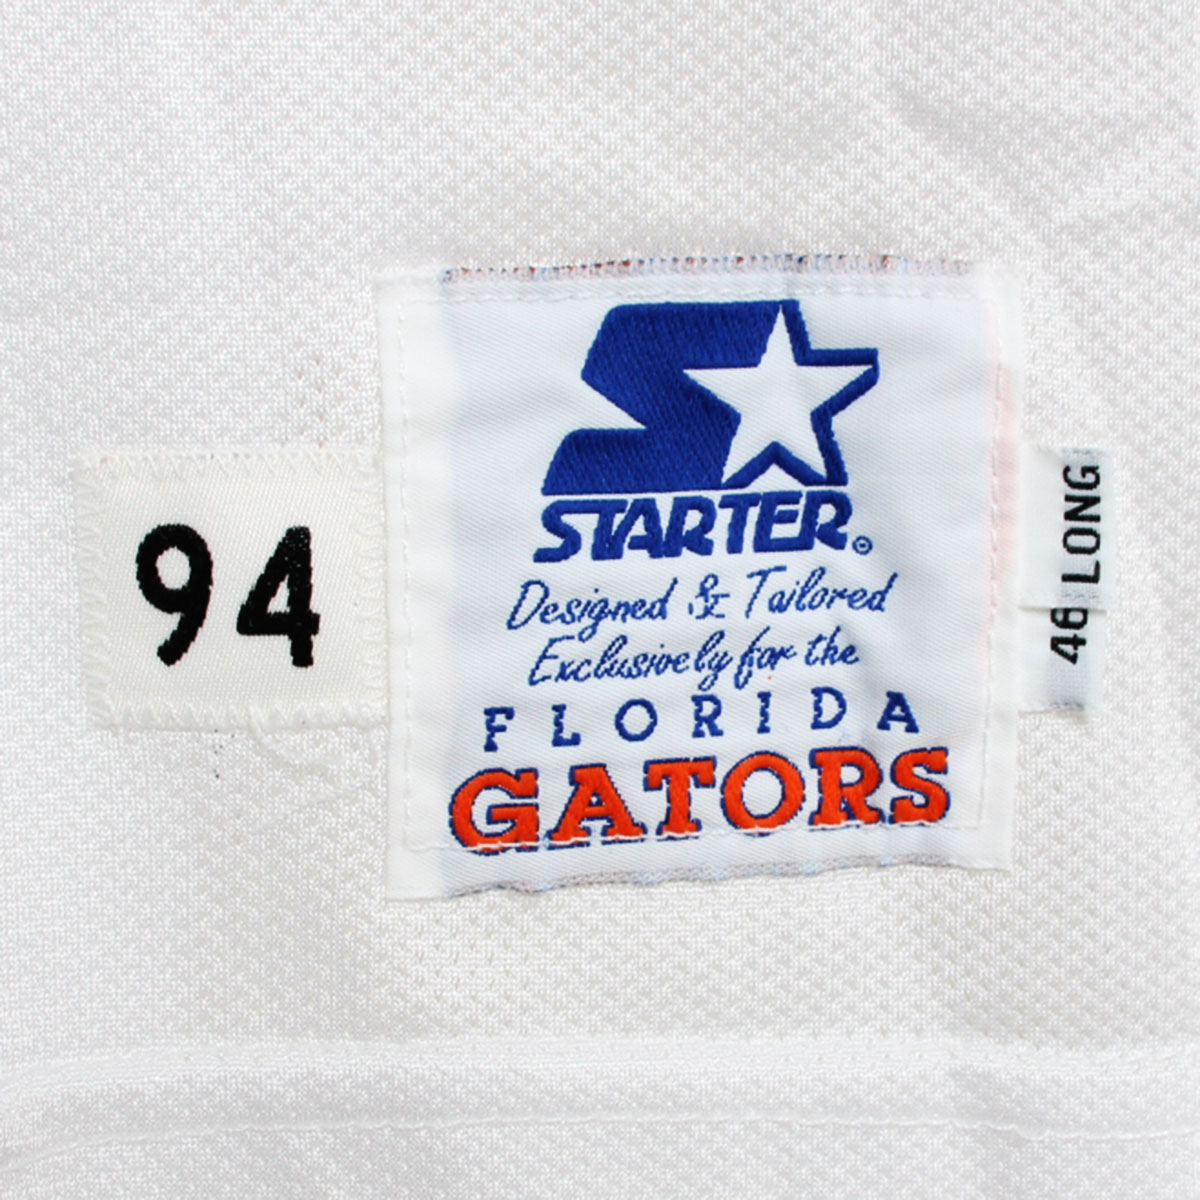 94
STARTER®
Designed & Tailored
Exclusively for the
FLORIDA
GATORS
46 LONG